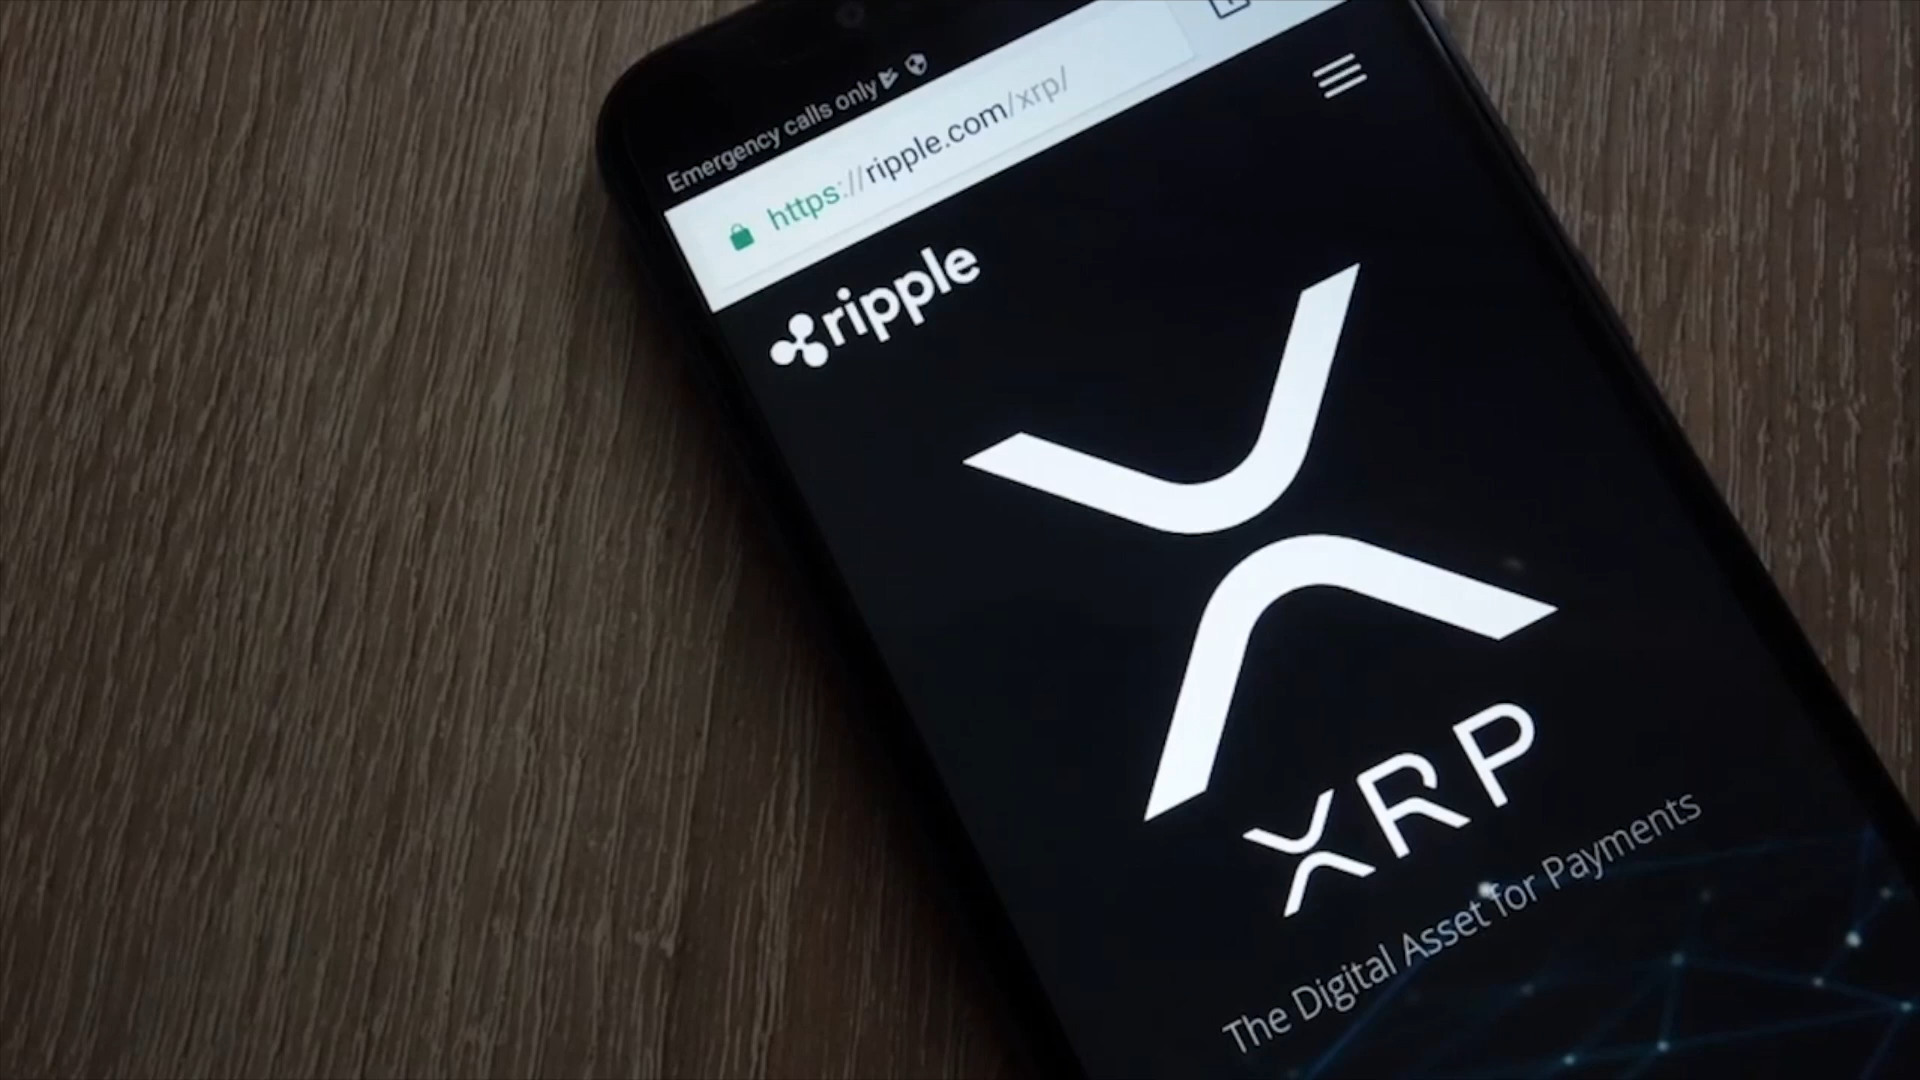 Emergency calls only
https://ripple.com/xrp/
ripple
XRP
The Digital Asset for Payments